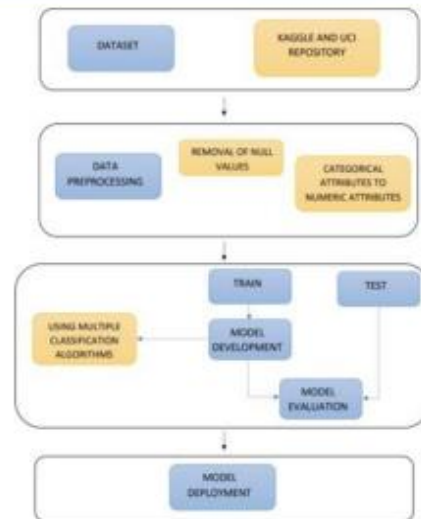 DATASET
KAGGLE AND UCI
REPOSITORY
DATA
PREPROCESSING
REMOVAL OF NULL
VALUES
CATEGORICAL
ATTRIBUTES TO
NUMERIC ATTRIBUTES
TRAIN
TEST
USING MULTIPLE
CLASSIFICATION
ALGORITHMS
MODEL
DEVELOPMENT
MODEL
EVALUATION
MODEL
DEPLOYMENT